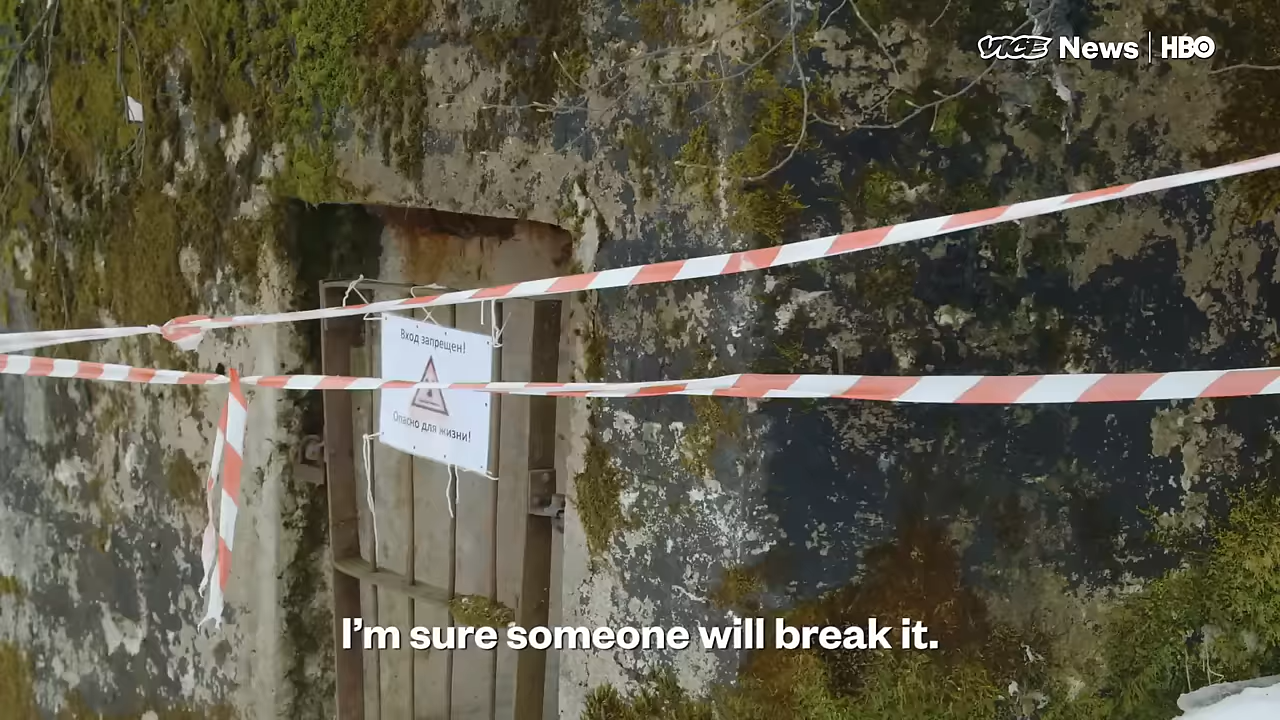 VICE News | HBO
Вход запрещен!
Опасно для жизни!
I'm sure someone will break it.